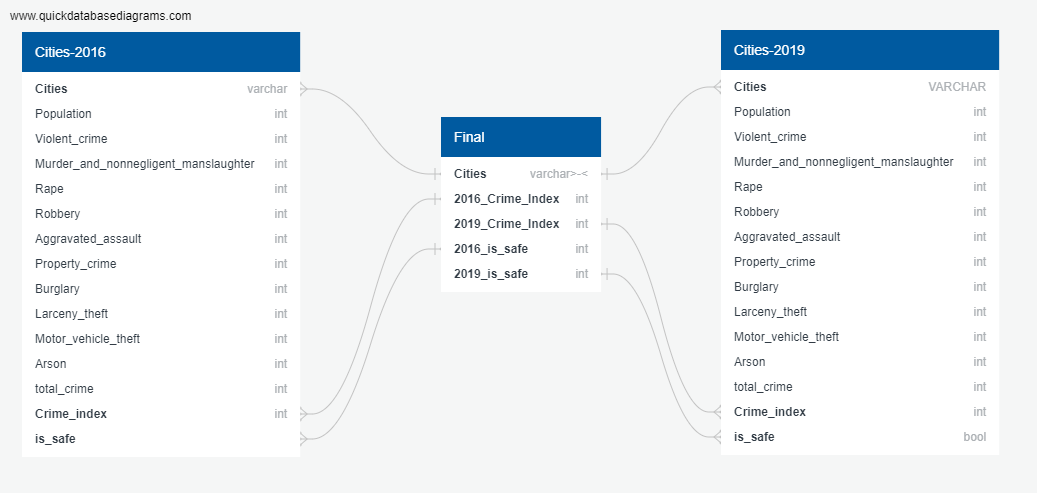 www.quickdatabasediagrams.com
Cities-2016
Cities varchar
Population int
Violent_crime int
Murder_and_nonnegligent_manslaughter int
Rape int
Robbery int
Aggravated_assault int
Property_crime int
Burglary int
Larceny_theft int
Motor_vehicle_theft int
Arson int
total_crime int
Crime_index int
is_safe
Final
Cities varchar>-<
2016_Crime_Index int
2019_Crime_Index int
2016_is_safe int
2019_is_safe int
Cities-2019
Cities VARCHAR
Population int
Violent_crime int
Murder_and_nonnegligent_manslaughter int
Rape int
Robbery int
Aggravated_assault int
Property_crime int
Burglary int
Larceny_theft int
Motor_vehicle_theft int
Arson int
total_crime int
Crime_index int
is_safe bool